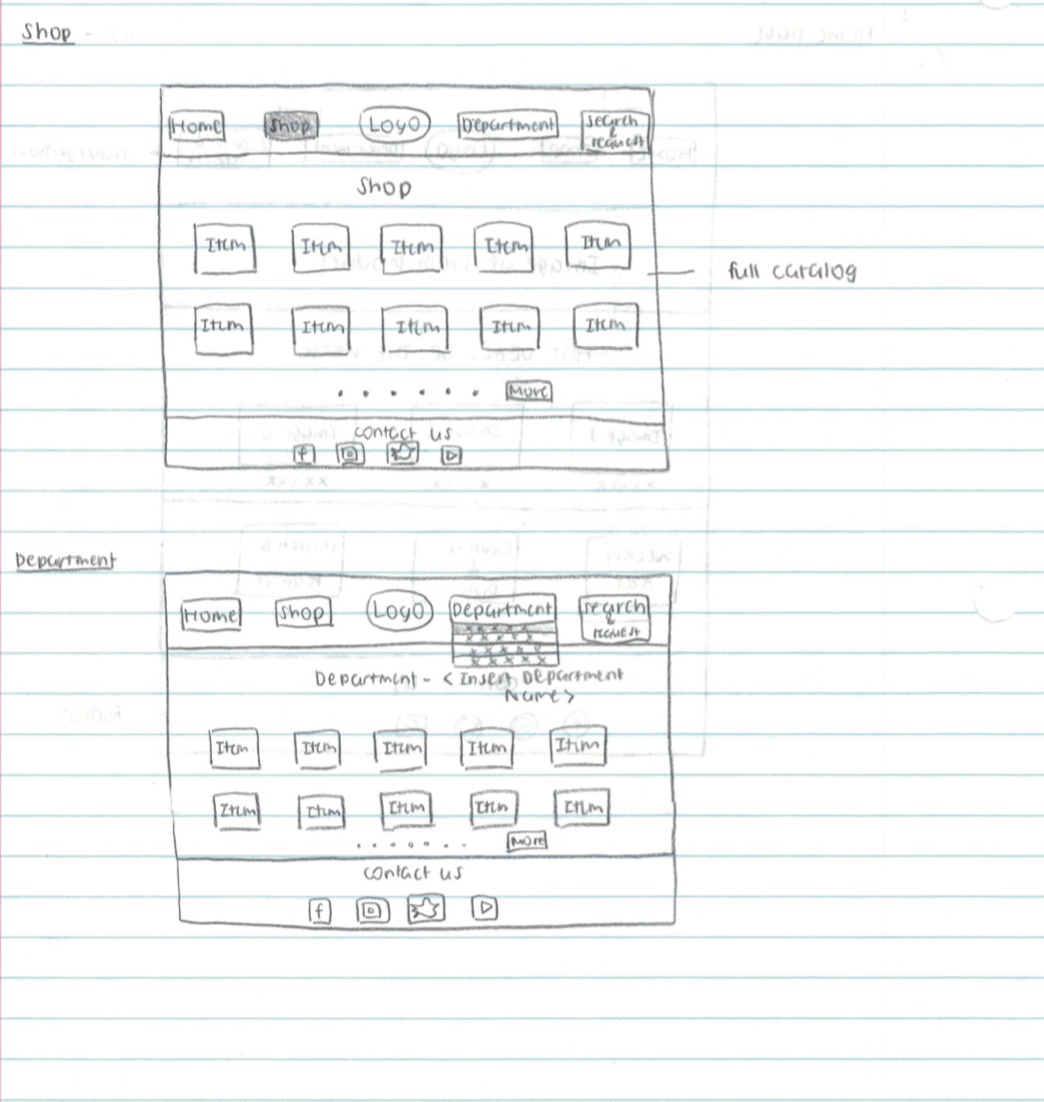 Shop -
Home Shop Logo Department search
&
request
Shop
Item Item Item Item Item
full catalog
Item Item Item Item Item
. . . . . . More
contact us
f
Department
Home Shop Logo Department search
&
request
x x x x x
x x x x x
x x x x x
x x x x x
Department - < Insert Department
Name >
Item Item Item Item Item
Item Item Item Item Item
. . . . . . . More
contact us
f